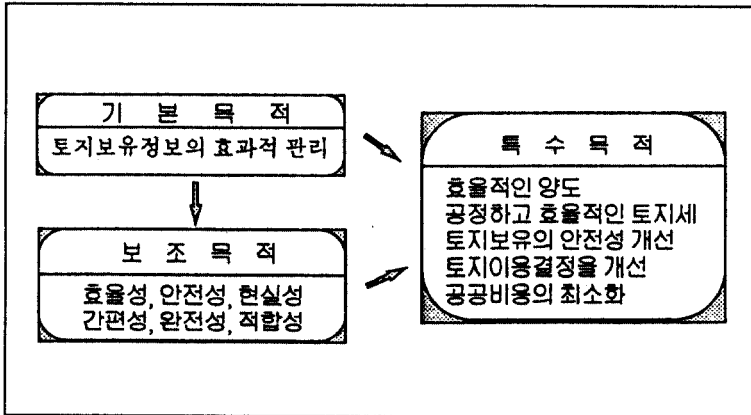 기 본 목 적
토지보유정보의 효과적 관리
보 조 목 적
효율성, 안전성, 현실성
간편성, 완전성, 적합성
특 수 목 적
효율적인 양도
공정하고 효율적인 토지세
토지보유의 안전성 개선
토지이용결정을 개선
공공비용의 최소화